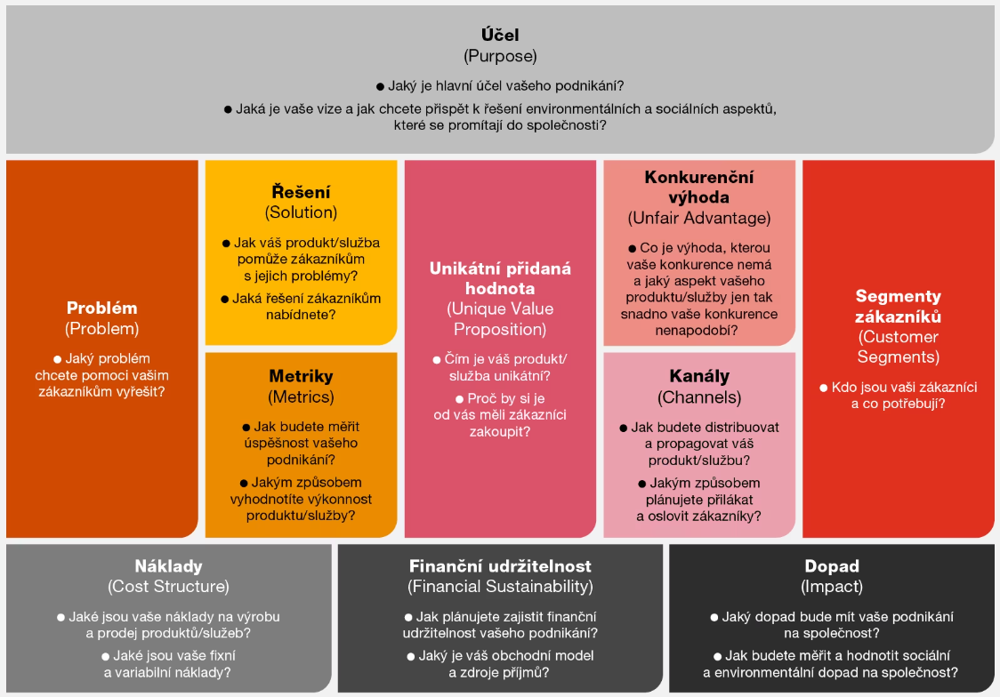 Účel
(Purpose)
● Jaký je hlavní účel vašeho podnikání?
● Jaká je vaše vize a jak chcete přispět k řešení environmentálních a sociálních aspektů,
které se promítají do společnosti?
Problém
(Problem)
● Jaký problém
chcete pomoci vašim
zákazníkům vyřešit?
Řešení
(Solution)
● Jak váš produkt/služba
pomůže zákazníkům
s jejich problémy?
● Jaká řešení zákazníkům
nabídnete?
Metriky
(Metrics)
● Jak budete měřit
úspěšnost vašeho
podnikání?
● Jakým způsobem
vyhodnotíte výkonnost
produktu/služby?
Unikátní přidaná
hodnota
(Unique Value
Proposition)
● Čím je váš produkt/
služba unikátní?
● Proč by si je
od vás měli zákazníci
zakoupit?
Konkurenční
výhoda
(Unfair Advantage)
● Co je výhoda, kterou
vaše konkurence nemá
a jaký aspekt vašeho
produktu/služby jen tak
snadno vaše konkurence
nenapodobí?
Kanály
(Channels)
● Jak budete distribuovat
a propagovat váš
produkt/službu?
● Jakým způsobem
plánujete přilákat
a oslovit zákazníky?
Segmenty
zákazníků
(Customer
Segments)
● Kdo jsou vaši zákazníci
a co potřebují?
Náklady
(Cost Structure)
● Jaké jsou vaše náklady na výrobu
a prodej produktů/služeb?
● Jaké jsou vaše fixní
a variabilní náklady?
Finanční udržitelnost
(Financial Sustainability)
● Jak plánujete zajistit finanční
udržitelnost vašeho podnikání?
● Jaký je váš obchodní model
a zdroje příjmů?
Dopad
(Impact)
● Jaký dopad bude mít vaše podnikání
na společnost?
● Jak budete měřit a hodnotit sociální
a environmentální dopad na společnost?